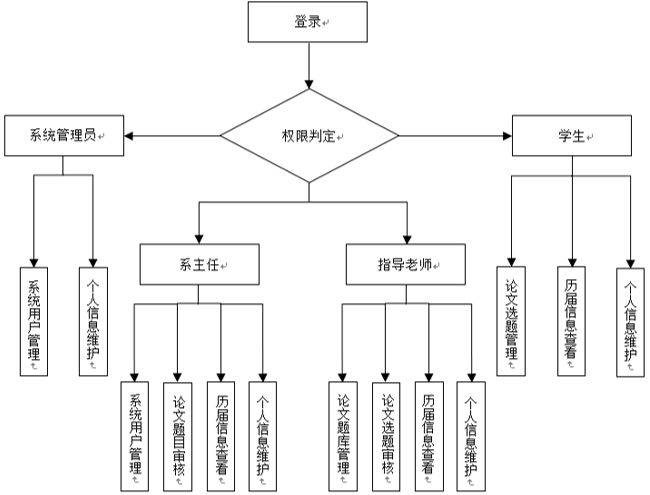 登录
系统管理员
权限判定
学生
系主任
指导老师
系统用户管理
个人信息维护
论文选题管理
历届信息查看
个人信息维护
系统用户管理
论文题目审核
历届信息查看
个人信息维护
论文题库管理
论文选题审核
历届信息查看
个人信息维护